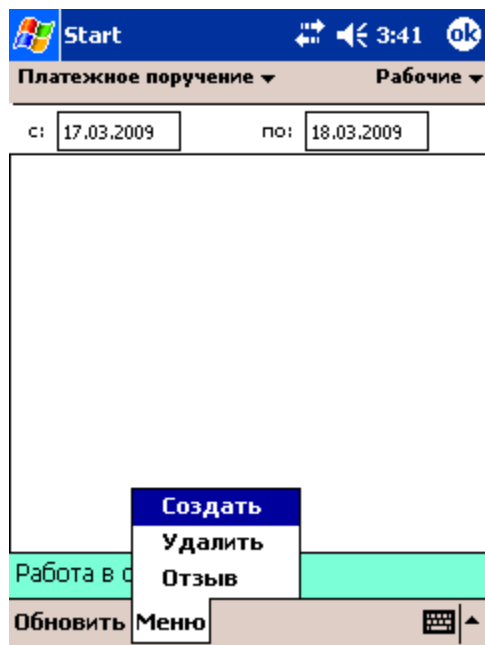 Start 3:41 ok
Платежное поручение Рабочие
с: 17.03.2009 по: 18.03.2009
Создать
Удалить
Работа в
Отзыв
Обновить Меню